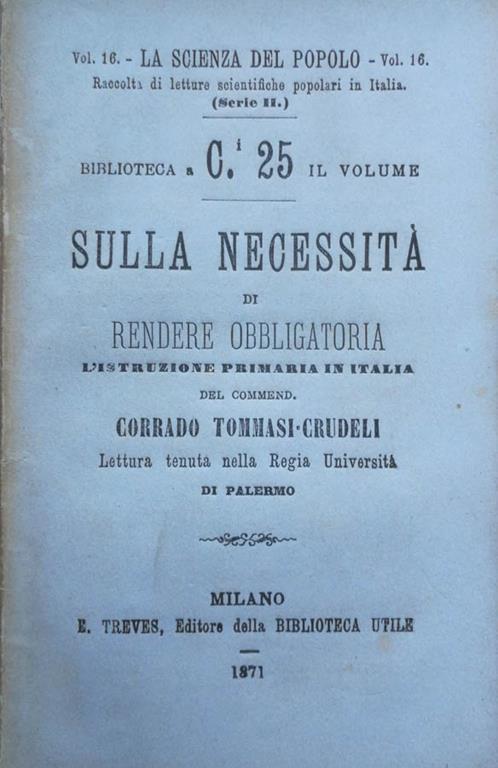 Vol. 16. - LA SCIENZA DEL POPOLO - Vol. 16.
Raccolta di letture scientifiche popolari in Italia.
(Serie II.)
BIBLIOTECA a C.i 25 IL VOLUME
SULLA NECESSITÀ
DI
RENDERE OBBLIGATORIA
L'ISTRUZIONE PRIMARIA IN ITALIA
DEL COMMEND.
CORRADO TOMMASI-CRUDELI
Lettura tenuta nella Regia Università
DI PALERMO
MILANO
E. TREVES, Editore della BIBLIOTECA UTILE
1871